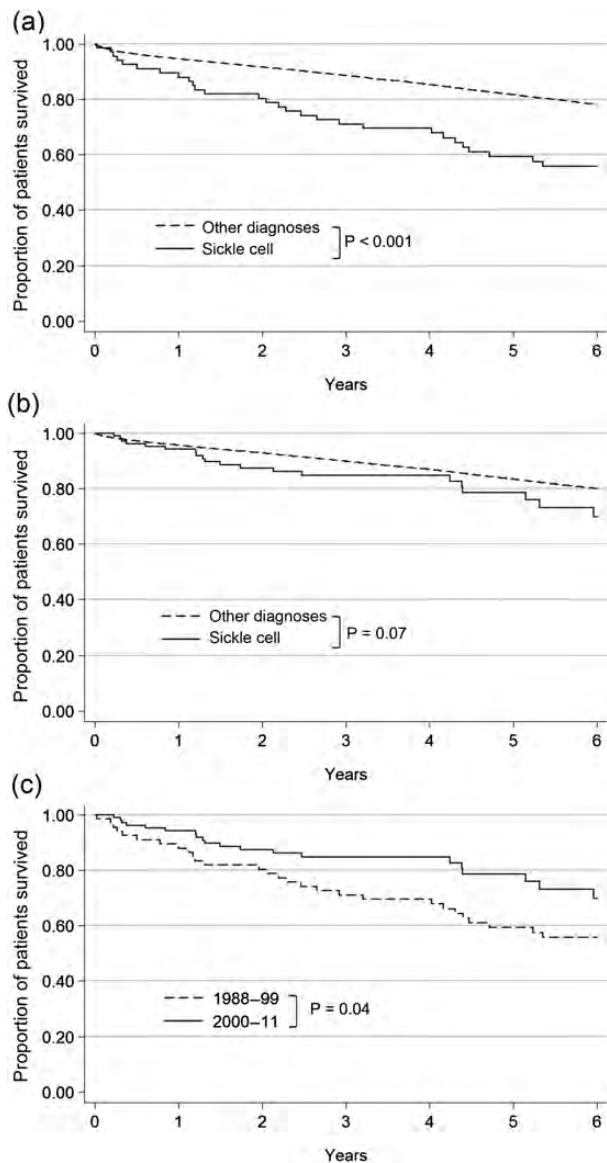 (a)
Proportion of patients survived
1.00
0.80
0.60
0.40
0.20
0.00
Other diagnoses
Sickle cell
P < 0.001
0 1 2 3 4 5 6
Years
(b)
Proportion of patients survived
1.00
0.80
0.60
0.40
0.20
0.00
Other diagnoses
Sickle cell
P = 0.07
0 1 2 3 4 5 6
Years
(c)
Proportion of patients survived
1.00
0.80
0.60
0.40
0.20
0.00
1988–99
2000–11
P = 0.04
0 1 2 3 4 5 6
Years